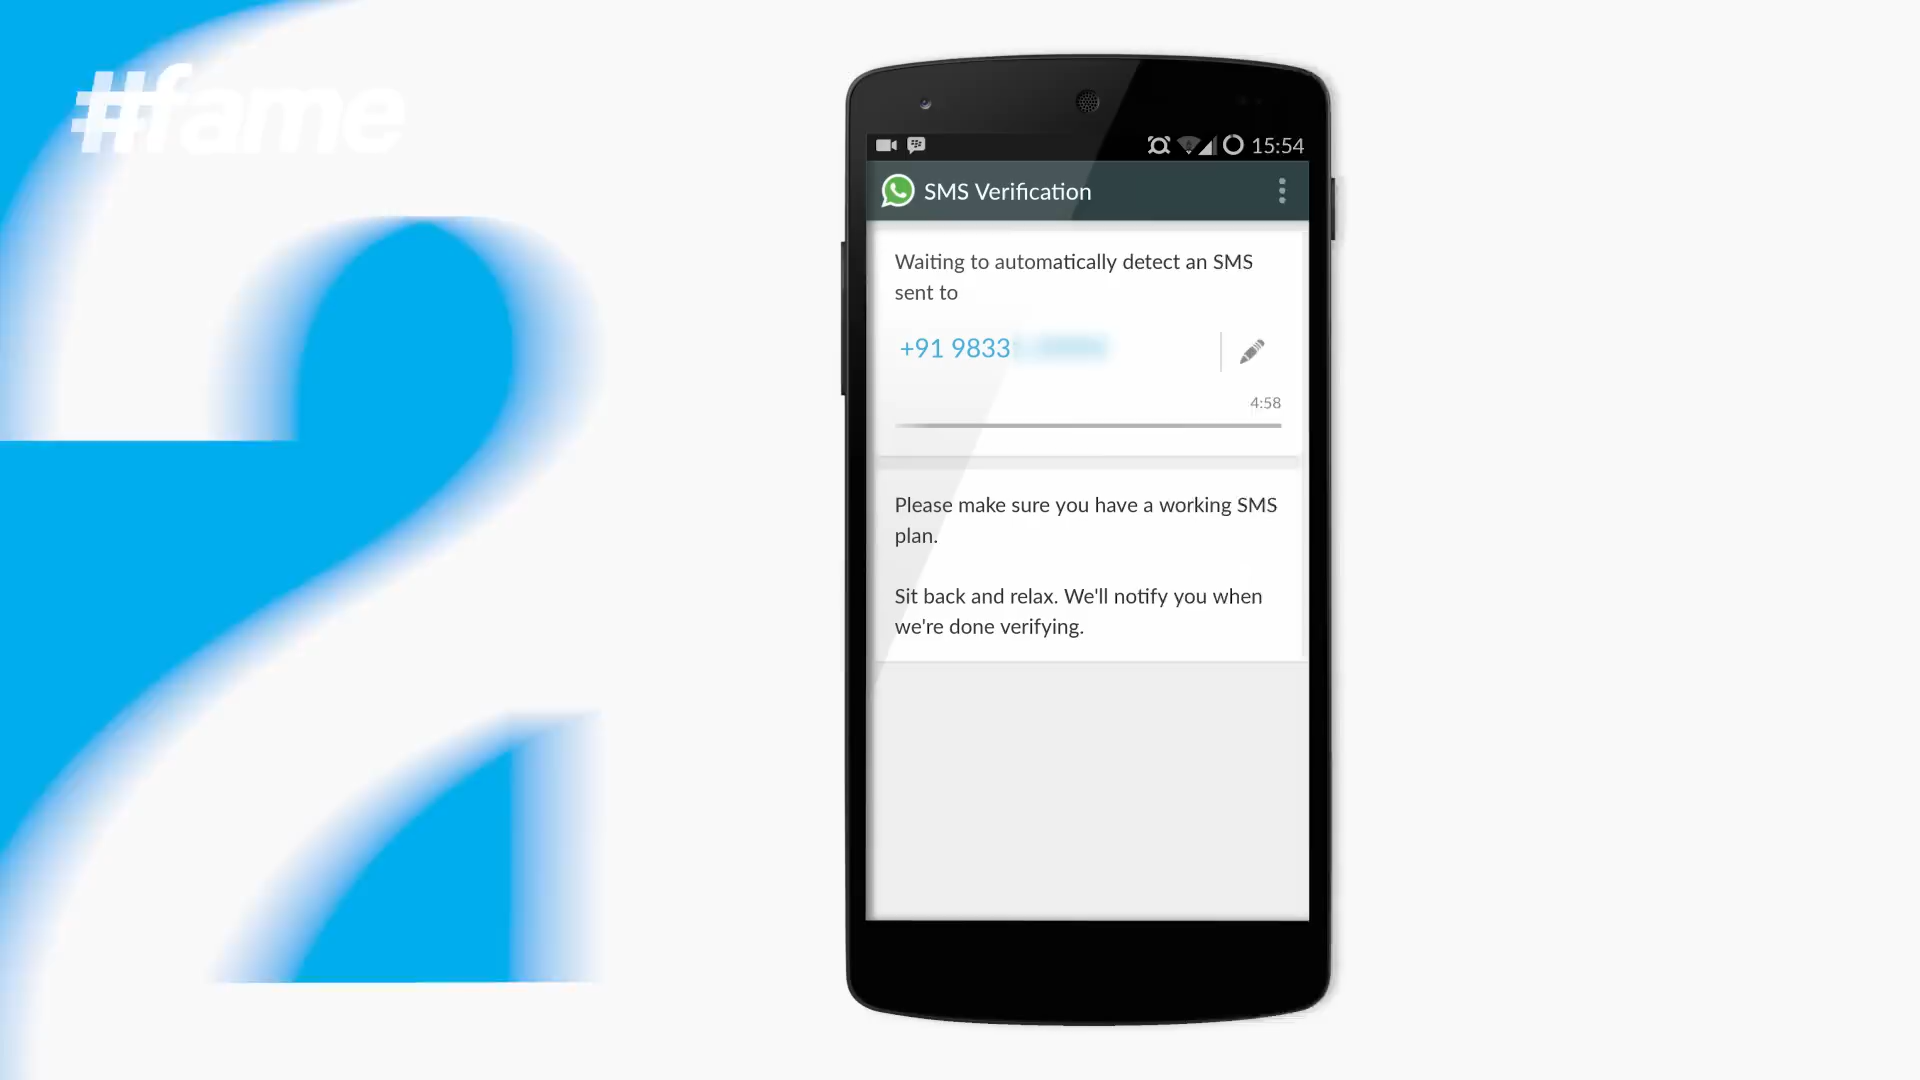 #fame
15:54
SMS Verification
Waiting to automatically detect an SMS
sent to
+91 9833
4:58
Please make sure you have a working SMS
plan.
Sit back and relax. We'll notify you when
we're done verifying.